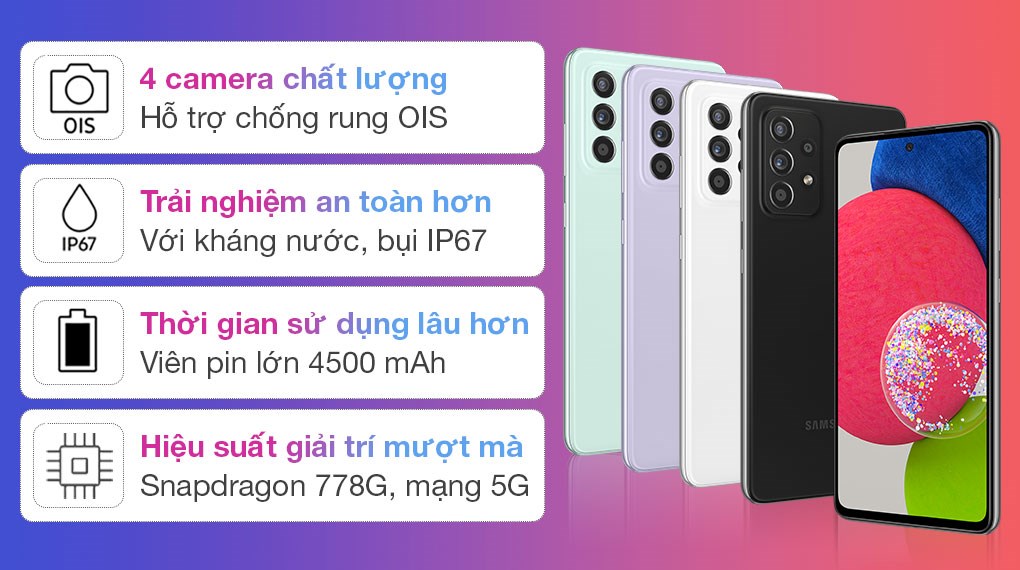 OIS
4 camera chất lượng
Hỗ trợ chống rung OIS
IP67
Trải nghiệm an toàn hơn
Với kháng nước, bụi IP67
Thời gian sử dụng lâu hơn
Viên pin lớn 4500 mAh
Hiệu suất giải trí mượt mà
Snapdragon 778G, mạng 5G
SAMS